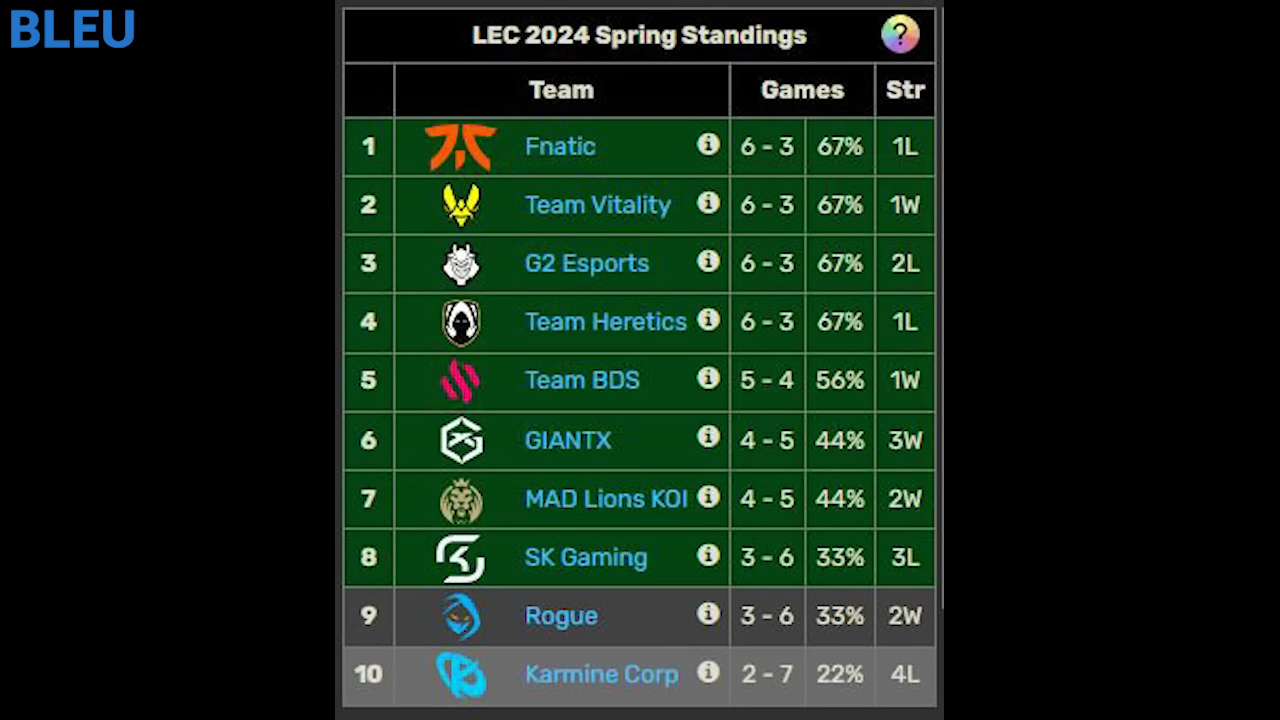 BLEU
LEC 2024 Spring Standings ?
Team Games Str
1 Fnatic i 6 - 3 67% 1L
2 Team Vitality i 6 - 3 67% 1W
3 G2 Esports i 6 - 3 67% 2L
4 Team Heretics i 6 - 3 67% 1L
5 Team BDS i 5 - 4 56% 1W
6 GIANTX i 4 - 5 44% 3W
7 MAD Lions KOI i 4 - 5 44% 2W
8 SK Gaming i 3 - 6 33% 3L
9 Rogue i 3 - 6 33% 2W
10 Karmine Corp i 2 - 7 22% 4L